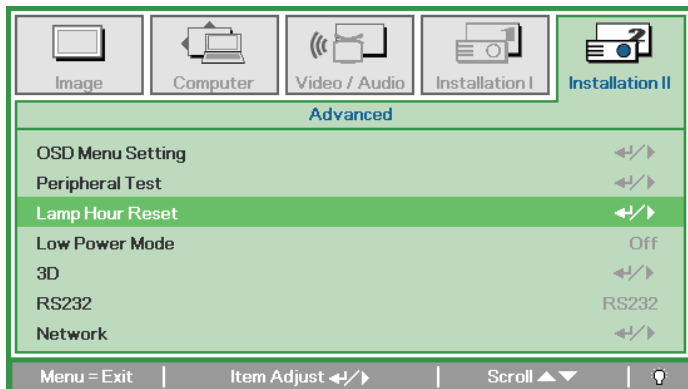 Image
Computer
Video / Audio
Installation I
2
Installation II
Advanced
OSD Menu Setting
Peripheral Test
Lamp Hour Reset
Low Power Mode Off
3D
RS232 RS232
Network
Menu = Exit Item Adjust Scroll